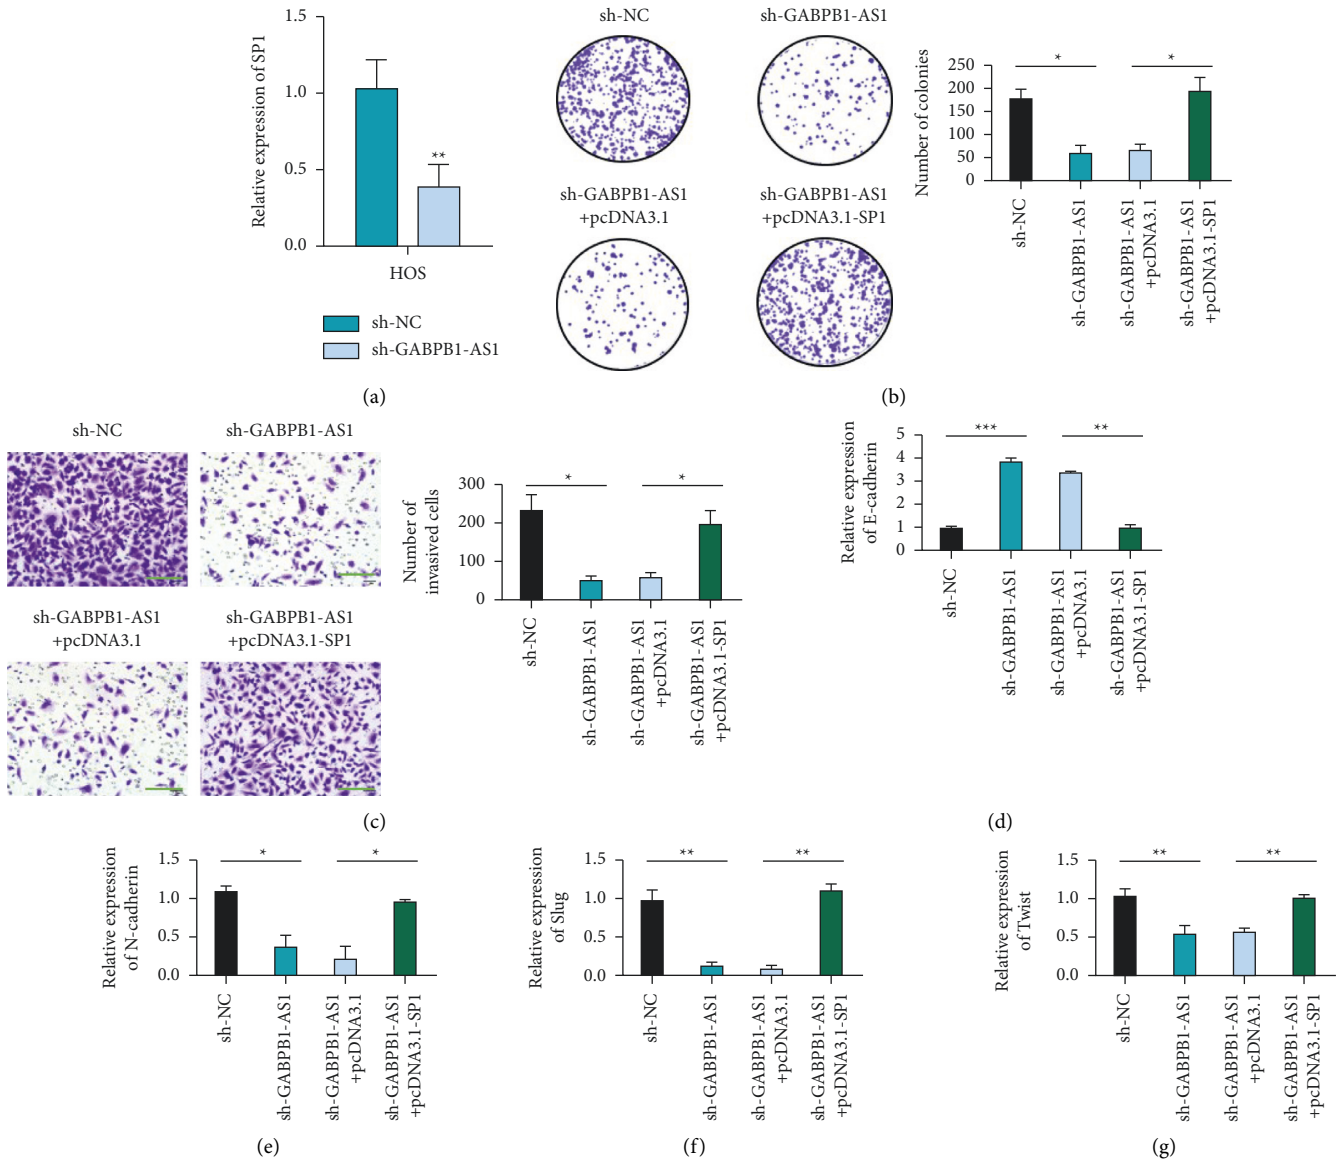 Relative expression of SP1
1.5
1.0
0.5
0.0
**
HOS
sh-NC
sh-GABPB1-AS1
(a)
sh-NC
sh-GABPB1-AS1
sh-GABPB1-AS1
+pcDNA3.1
sh-GABPB1-AS1
+pcDNA3.1-SP1
Number of colonies
250
200
150
100
50
0
*
*
sh-NC
sh-GABPB1-AS1
sh-GABPB1-AS1
+pcDNA3.1
sh-GABPB1-AS1
+pcDNA3.1-SP1
(b)
sh-NC
sh-GABPB1-AS1
sh-GABPB1-AS1
+pcDNA3.1
sh-GABPB1-AS1
+pcDNA3.1-SP1
Number of
invasived cells
300
200
100
0
*
*
sh-NC
sh-GABPB1-AS1
sh-GABPB1-AS1
+pcDNA3.1
sh-GABPB1-AS1
+pcDNA3.1-SP1
(c)
Relative expression
of E-cadherin
5
4
3
2
1
0
***
**
sh-NC
sh-GABPB1-AS1
sh-GABPB1-AS1
+pcDNA3.1
sh-GABPB1-AS1
+pcDNA3.1-SP1
(d)
Relative expression
of N-cadherin
1.5
1.0
0.5
0.0
*
*
sh-NC
sh-GABPB1-AS1
sh-GABPB1-AS1
+pcDNA3.1
sh-GABPB1-AS1
+pcDNA3.1-SP1
(e)
Relative expression
of Slug
1.5
1.0
0.5
0.0
**
**
sh-NC
sh-GABPB1-AS1
sh-GABPB1-AS1
+pcDNA3.1
sh-GABPB1-AS1
+pcDNA3.1-SP1
(f)
Relative expression
of Twist
1.5
1.0
0.5
0.0
**
**
sh-NC
sh-GABPB1-AS1
sh-GABPB1-AS1
+pcDNA3.1
sh-GABPB1-AS1
+pcDNA3.1-SP1
(g)